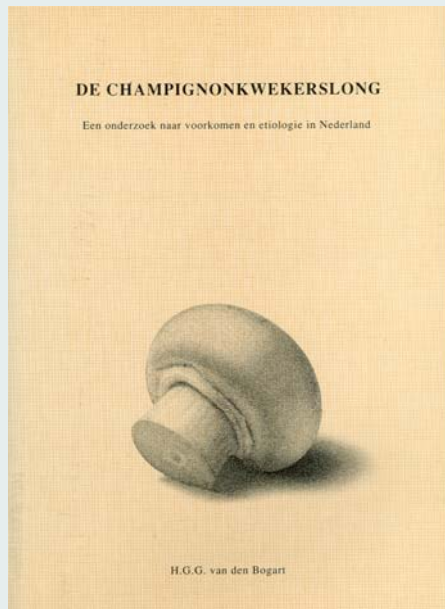 DE CHAMPIGNONKWEKERSLONG
Een onderzoek naar voorkomen en etiologie in Nederland
H.G.G. van den Bogart